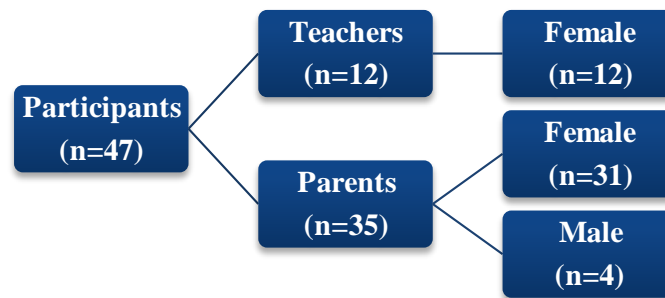 Participants
(n=47)
Teachers
(n=12)
Female
(n=12)
Parents
(n=35)
Female
(n=31)
Male
(n=4)